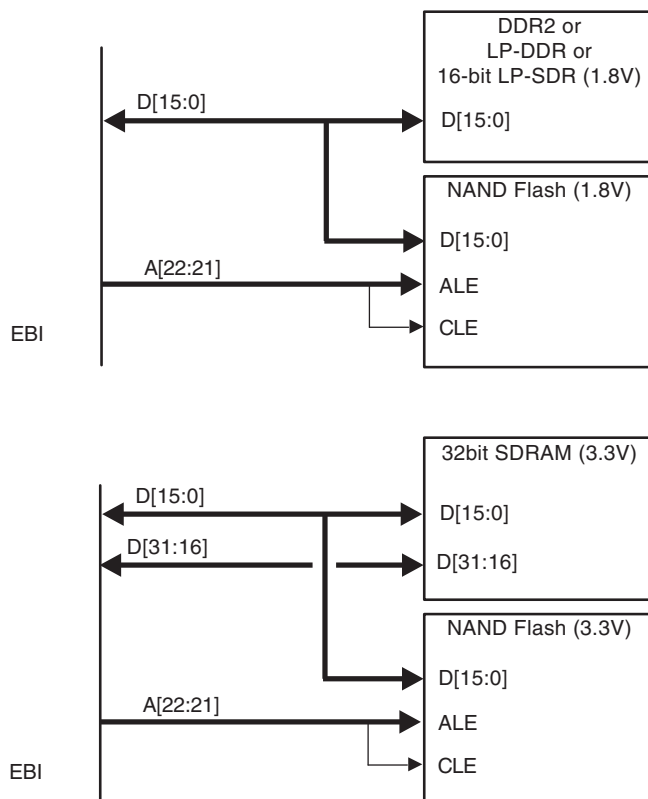 DDR2 or
LP-DDR or
16-bit LP-SDR (1.8V)
D[15:0]
D[15:0]
NAND Flash (1.8V)
D[15:0]
A[22:21]
ALE
CLE
EBI
32bit SDRAM (3.3V)
D[15:0]
D[15:0]
D[31:16]
D[31:16]
NAND Flash (3.3V)
D[15:0]
A[22:21]
ALE
CLE
EBI